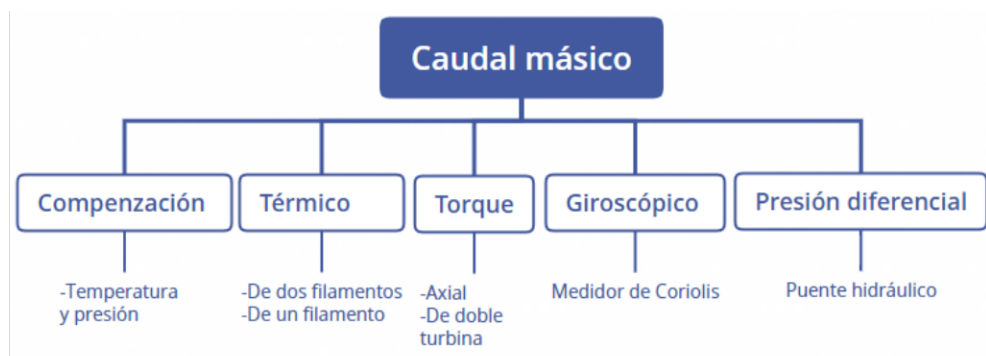 Caudal másico
Compenzación
Térmico
Torque
Giroscópico
Presión diferencial
-Temperatura
y presión
-De dos filamentos
-De un filamento
-Axial
-De doble
turbina
Medidor de Coriolis
Puente hidráulico